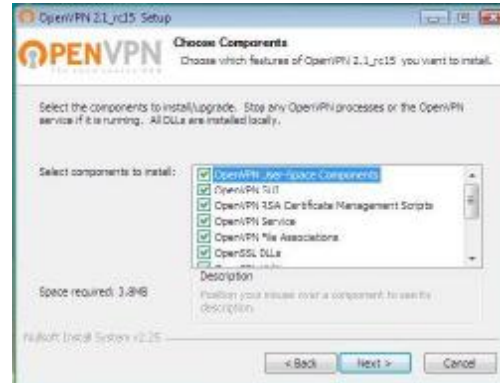 OpenVPN 2.1_rc15 Setup
OPENVPN
Choose Components
Choose which features of OpenVPN 2.1_rc15 you want to install.
Select the components to install/upgrade. Stop any OpenVPN processes or the OpenVPN
service if it is running. All DLLs are installed locally.
Select components to install:
OpenVPN User-Space Components
OpenVPN GUI
OpenVPN RSA Certificate Management Scripts
OpenVPN Service
OpenVPN File Associations
OpenSSL DLLs
Space required: 3.8MB
Description
Position your mouse over a component to see its
description.
Nullsoft Install System v2.25
< Back
Next >
Cancel